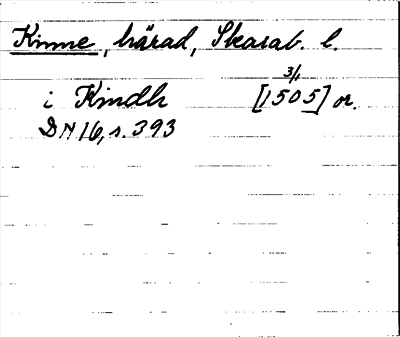 Kinne, härad, Skarab. l.
3/1
i Kindh [1505] or.
DN 16, s. 393